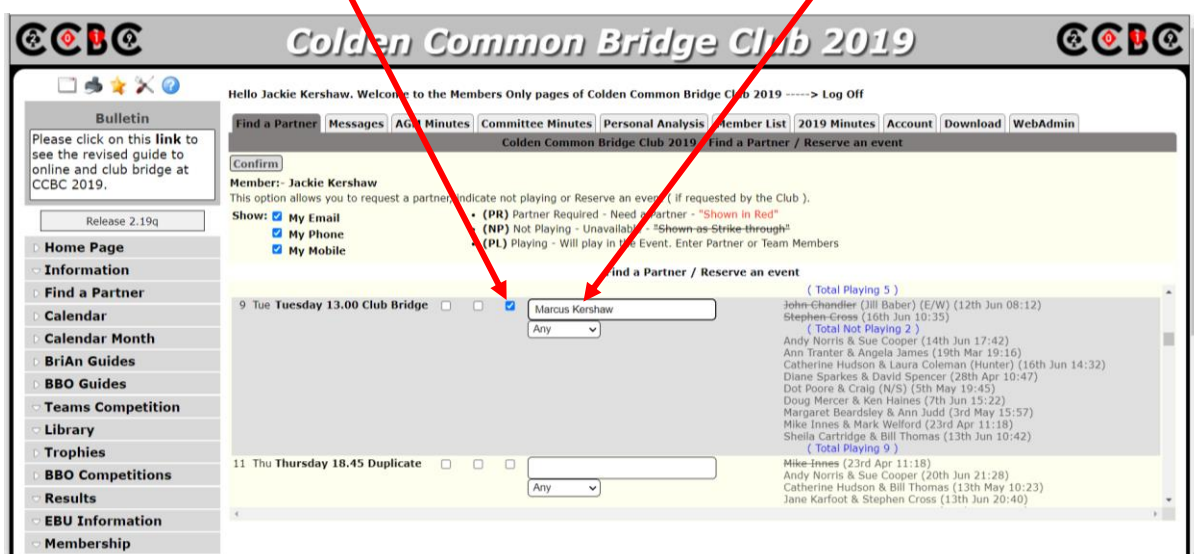 CCBC
Colden Common Bridge Club 2019
CCBC
Hello Jackie Kershaw. Welcome to the Members Only pages of Colden Common Bridge Club 2019 -----> Log Off
Bulletin
Please click on this link to
see the revised guide to
online and club bridge at
CCBC 2019.
Release 2.19q
Home Page
Information
Find a Partner
Calendar
Calendar Month
BriAn Guides
BBO Guides
Teams Competition
Library
Trophies
BBO Competitions
Results
EBU Information
Membership
Find a Partner Messages AGM Minutes Committee Minutes Personal Analysis Member List 2019 Minutes Account Download WebAdmin
Colden Common Bridge Club 2019 Find a Partner / Reserve an event
Confirm
Member:- Jackie Kershaw
This option allows you to request a partner, indicate not playing or Reserve an event ( if requested by the Club ).
Show: My Email
My Phone
My Mobile
• (PR) Partner Required - Need a Partner - "Shown in Red"
• (NP) Not Playing - Unavailable - "Shown as Strike through"
• (PL) Playing - Will play in the Event. Enter Partner or Team Members
Find a Partner / Reserve an event
( Total Playing 5 )
9 Tue Tuesday 13.00 Club Bridge
Marcus Kershaw
Any
John Chandler (Jill Baber) (E/W) (12th Jun 08:12)
Stephen Cross (16th Jun 10:35)
( Total Not Playing 2 )
Andy Norris & Sue Cooper (14th Jun 17:42)
Ann Tranter & Angela James (19th Mar 19:16)
Catherine Hudson & Laura Coleman (Hunter) (16th Jun 14:32)
Diane Sparkes & David Spencer (28th Apr 10:47)
Dot Poore & Craig (N/S) (5th May 19:45)
Doug Mercer & Ken Haines (7th Jun 15:22)
Margaret Beardsley & Ann Judd (3rd May 15:57)
Mike Innes & Mark Welford (23rd Apr 11:18)
Sheila Cartridge & Bill Thomas (13th Jun 10:42)
( Total Playing 9 )
11 Thu Thursday 18.45 Duplicate
Any
Mike Innes (23rd Apr 11:18)
Andy Norris & Sue Cooper (20th Jun 21:28)
Catherine Hudson & Bill Thomas (13th May 10:23)
Jane Karfoot & Stephen Cross (13th Jun 20:40)